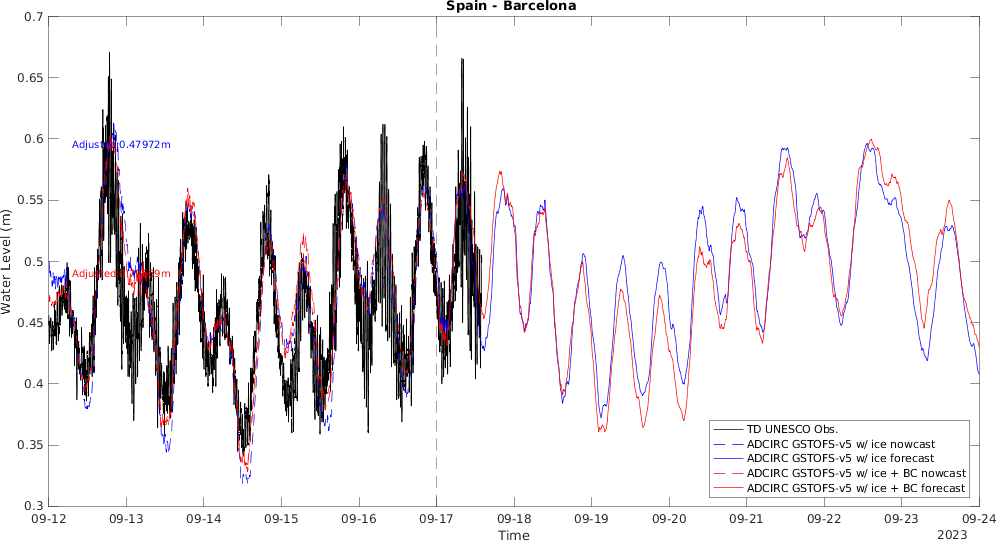 Spain - Barcelona
0.7
0.65
0.6
0.55
0.5
0.45
0.4
0.35
0.3
Water Level (m)
0.47972m
09-12
09-13
09-14
09-15
09-16
09-17
09-18
09-19
09-20
09-21
09-22
09-23
09-24
Time
2023
TD UNESCO Obs.
ADCIRC GSTOFS-v5 w/ ice nowcast
ADCIRC GSTOFS-v5 w/ ice forecast
ADCIRC GSTOFS-v5 w/ ice + BC nowcast
ADCIRC GSTOFS-v5 w/ ice + BC forecast